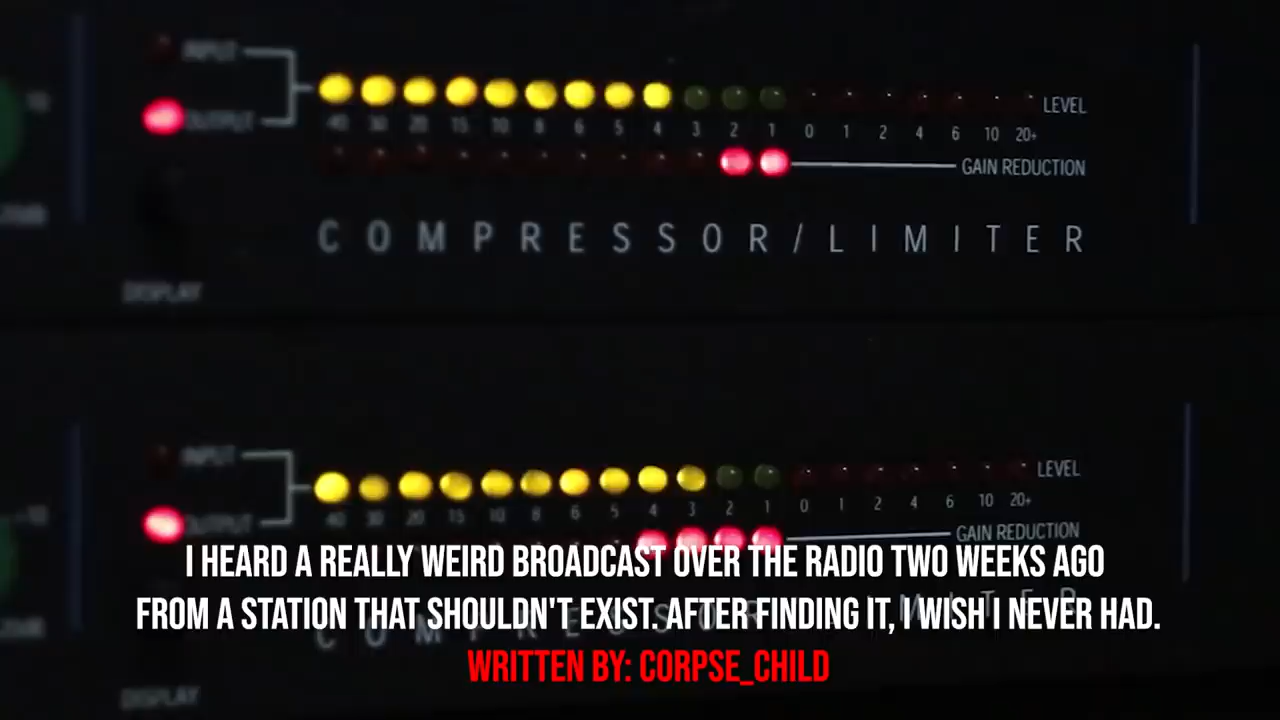 INPUT
OUTPUT
40 30 20 15 10 8 6 5 4 3 2 1 0 1 2 4 6 10 20+
LEVEL
GAIN REDUCTION
COMPRESSOR/LIMITER
DISPLAY
INPUT
OUTPUT
40 30 20 15 10 8 6 5 4 3 2 1 0 1 2 4 6 10 20+
LEVEL
GAIN REDUCTION
I HEARD A REALLY WEIRD BROADCAST OVER THE RADIO TWO WEEKS AGO
FROM A STATION THAT SHOULDN'T EXIST. AFTER FINDING IT, I WISH I NEVER HAD.
WRITTEN BY: CORPSE_CHILD
DISPLAY